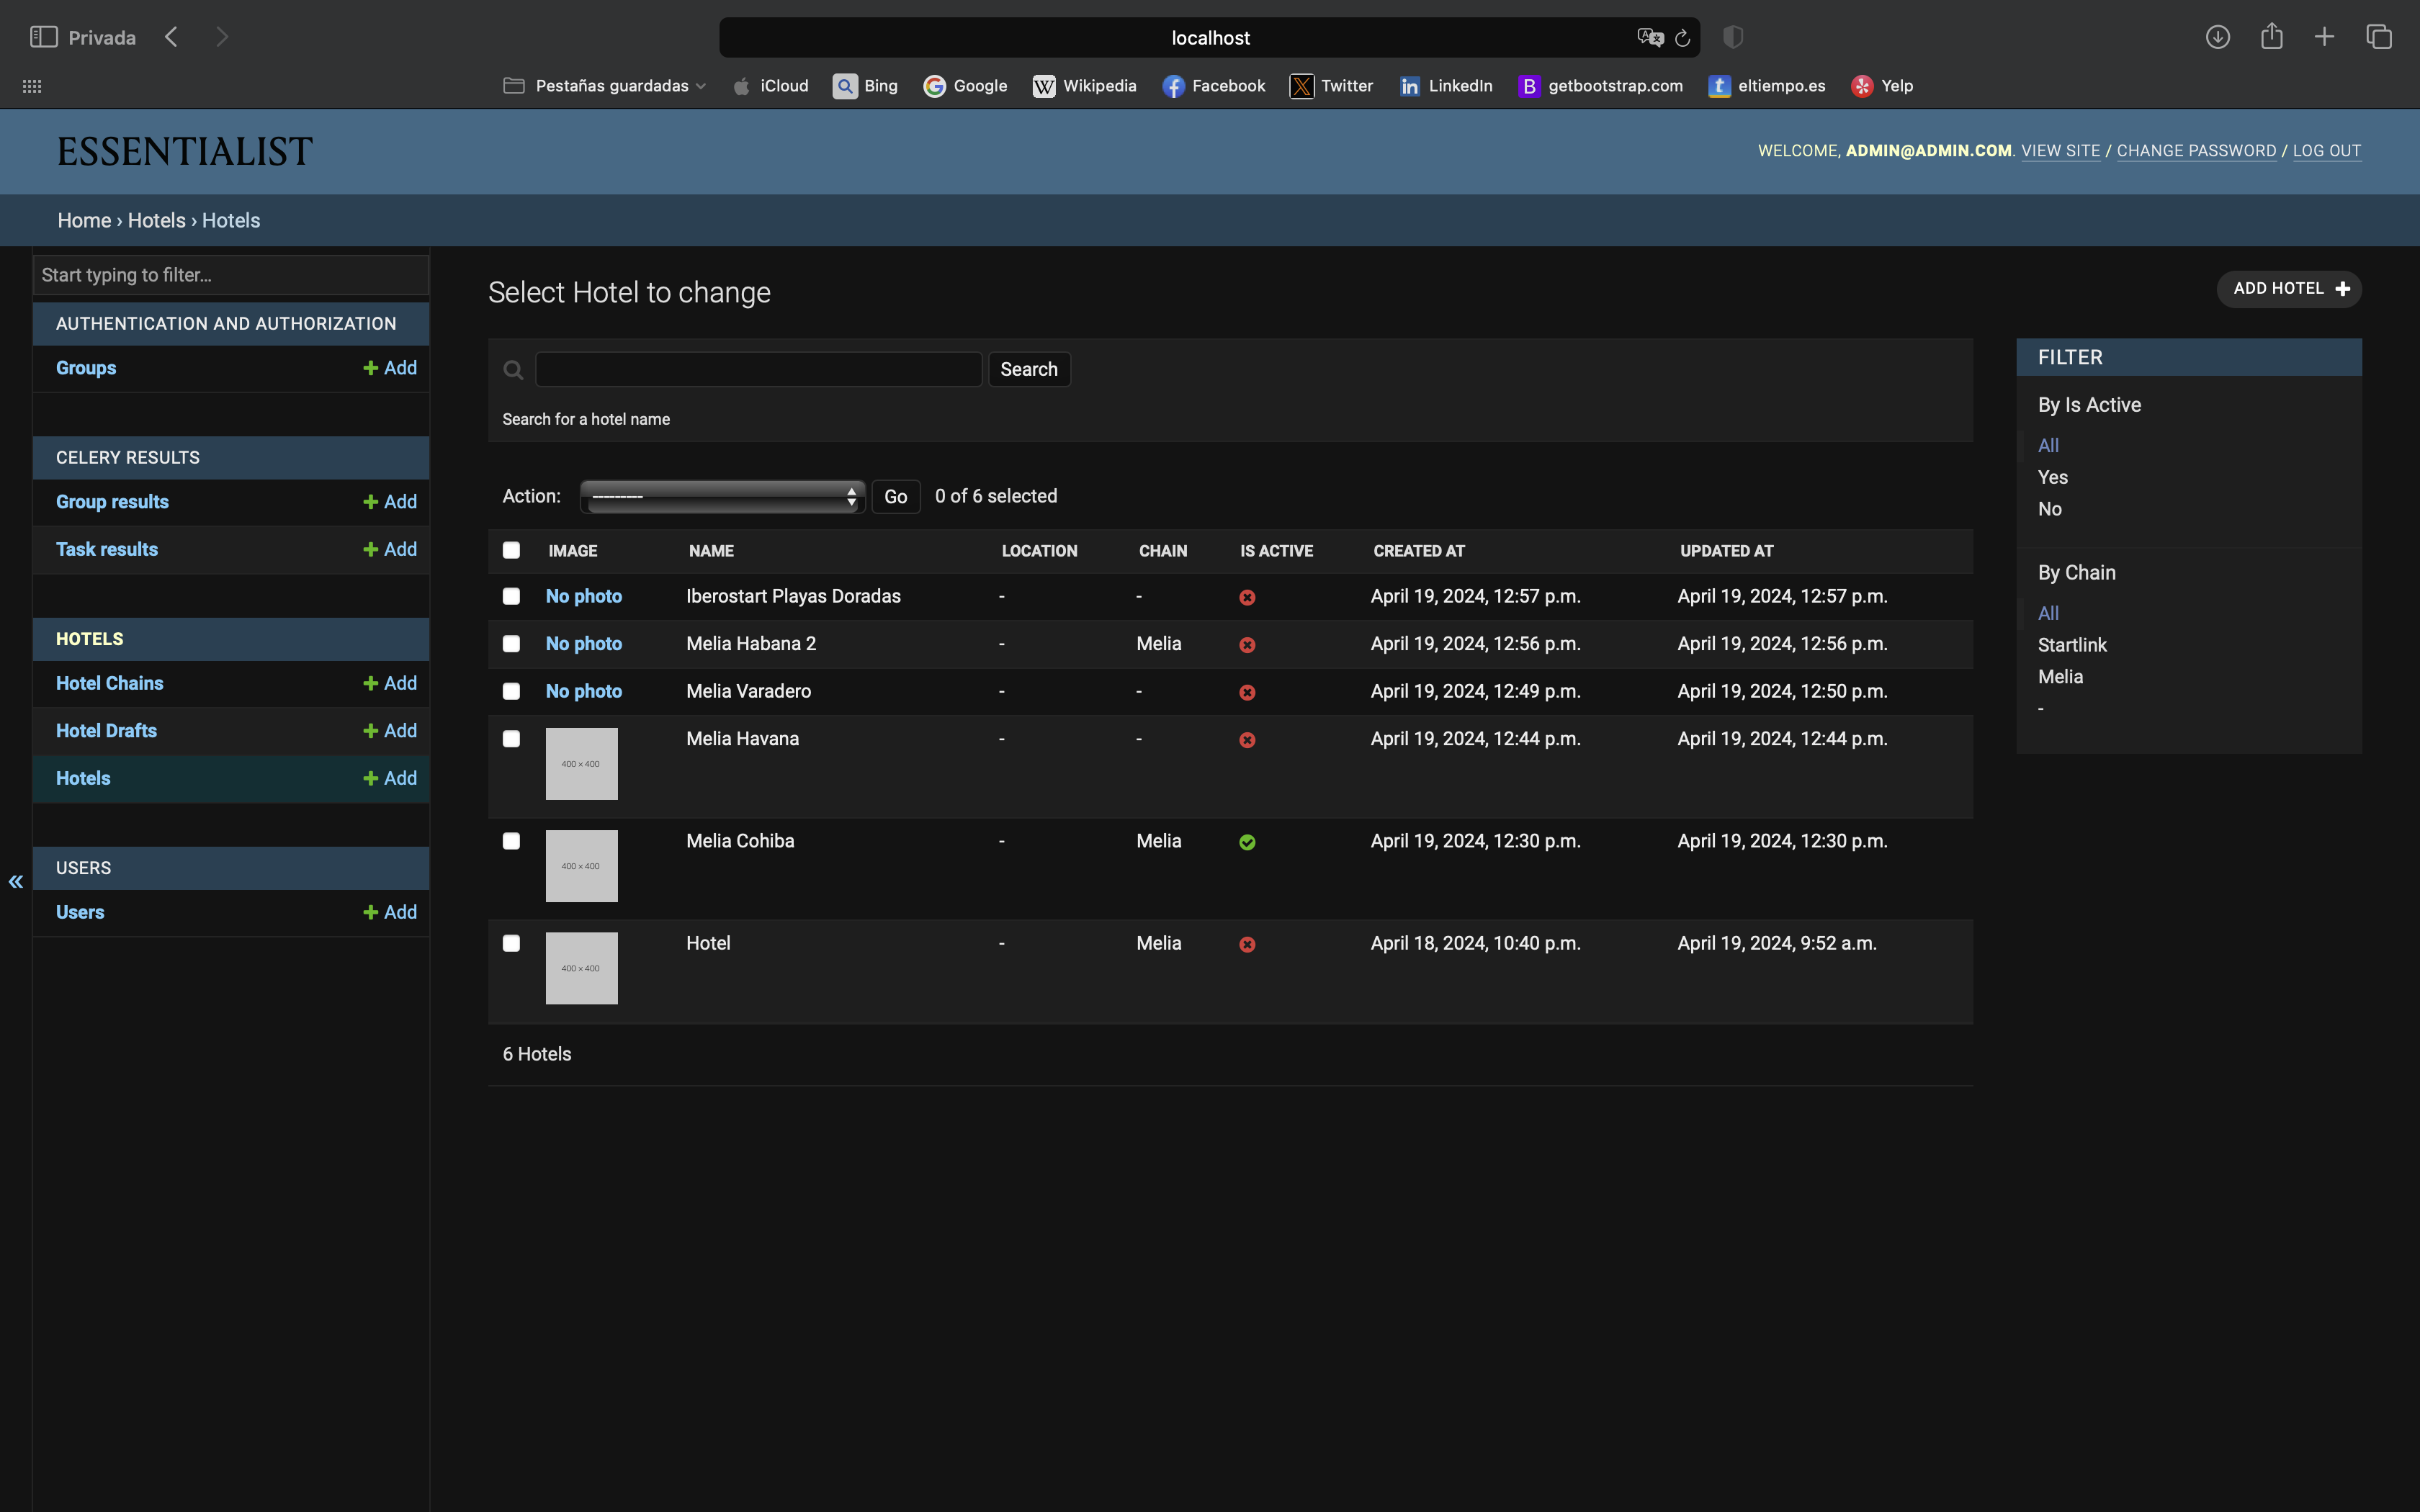 Privada
localhost
Pestañas guardadas iCloud Bing Google Wikipedia Facebook Twitter LinkedIn getbootstrap.com eltiempo.es Yelp
ESSENTIALIST
WELCOME, ADMIN@ADMIN.COM. VIEW SITE / CHANGE PASSWORD / LOG OUT
Home › Hotels › Hotels
Start typing to filter...
AUTHENTICATION AND AUTHORIZATION
Groups Add
CELERY RESULTS
Group results Add
Task results Add
HOTELS
Hotel Chains Add
Hotel Drafts Add
Hotels Add
USERS
Users Add
Select Hotel to change
ADD HOTEL
Search
Search for a hotel name
Action: --------- Go 0 of 6 selected
IMAGE NAME LOCATION CHAIN IS ACTIVE CREATED AT UPDATED AT
No photo Iberostart Playas Doradas - - April 19, 2024, 12:57 p.m. April 19, 2024, 12:57 p.m.
No photo Melia Habana 2 - Melia April 19, 2024, 12:56 p.m. April 19, 2024, 12:56 p.m.
No photo Melia Varadero - - April 19, 2024, 12:49 p.m. April 19, 2024, 12:50 p.m.
400 × 400 Melia Havana - - April 19, 2024, 12:44 p.m. April 19, 2024, 12:44 p.m.
400 × 400 Melia Cohiba - Melia April 19, 2024, 12:30 p.m. April 19, 2024, 12:30 p.m.
400 × 400 Hotel - Melia April 18, 2024, 10:40 p.m. April 19, 2024, 9:52 a.m.
6 Hotels
FILTER
By Is Active
All
Yes
No
By Chain
All
Startlink
Melia
-